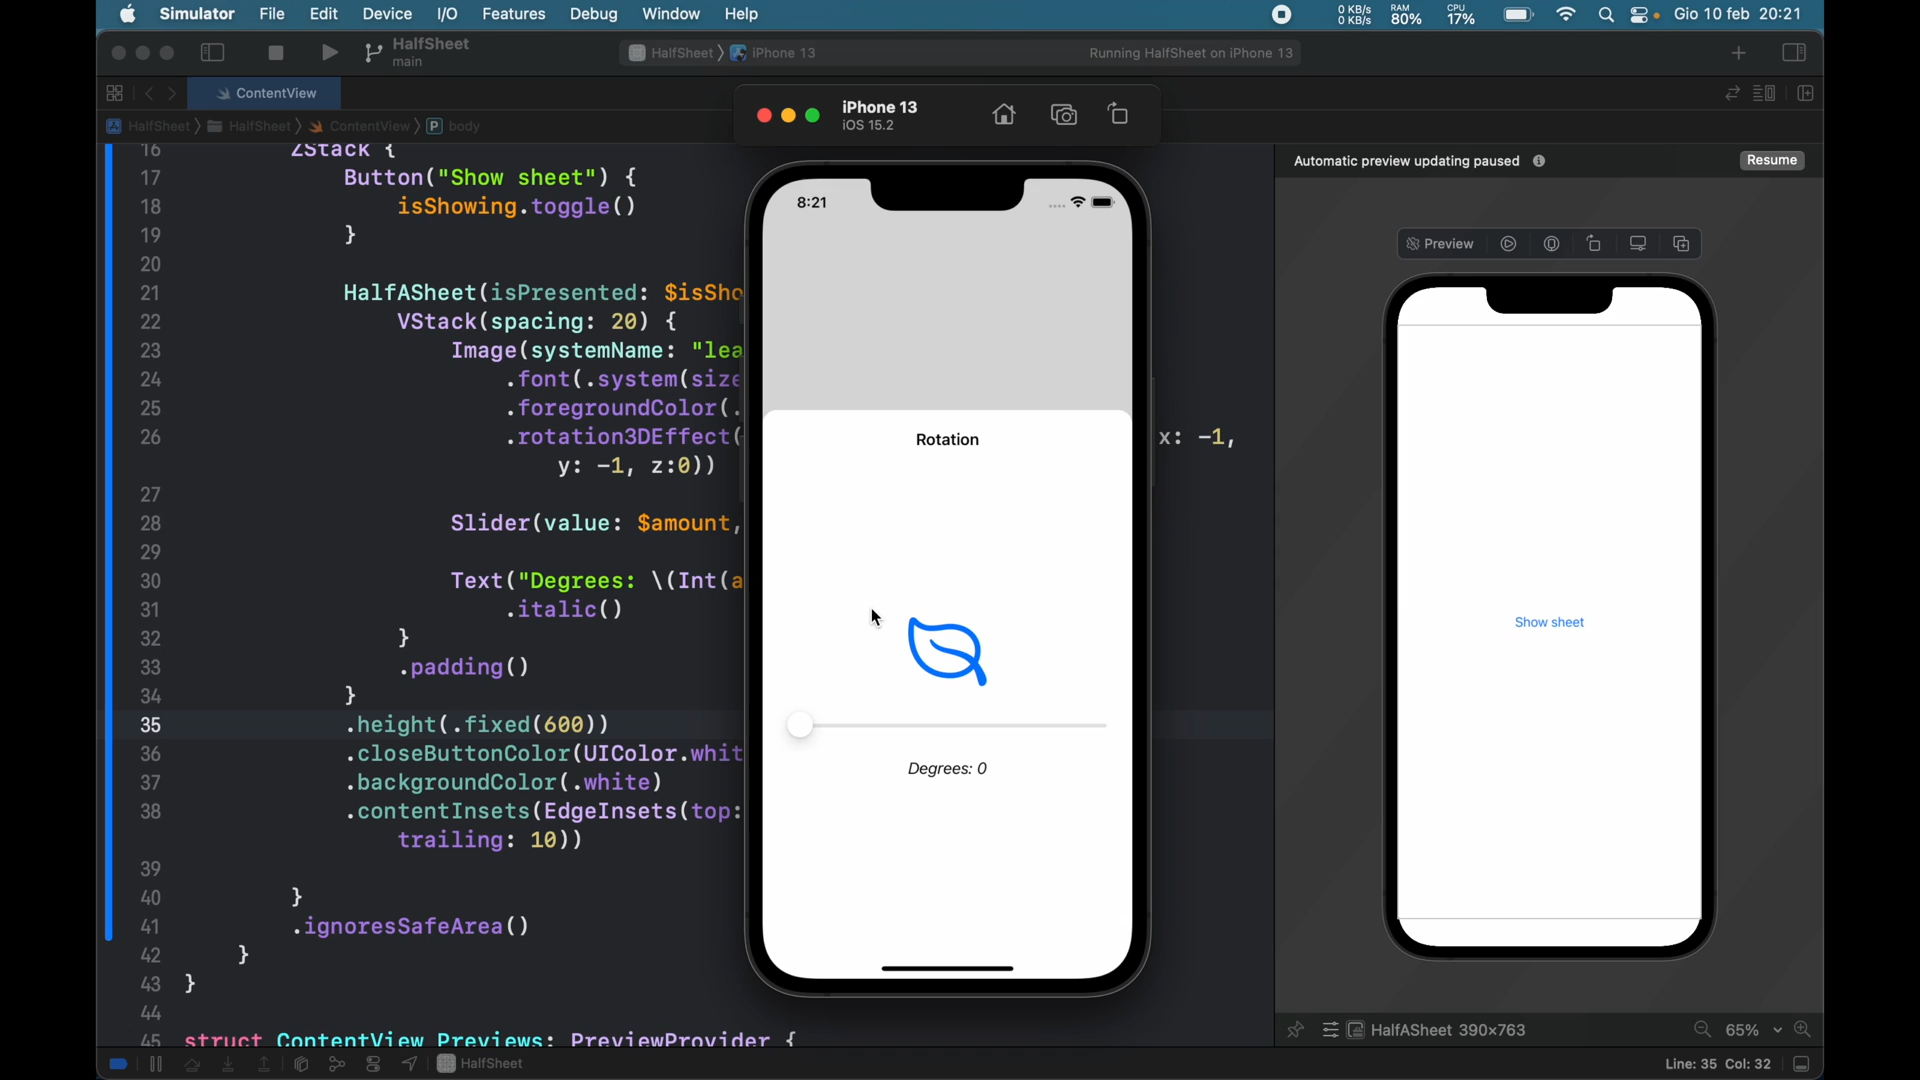 Simulator File Edit Device I/O Features Debug Window Help 0 KB/s 0 KB/s RAM 80% CPU 17% Gio 10 feb 20:21
HalfSheet
main
HalfSheet iPhone 13 Running HalfSheet on iPhone 13
ContentView
HalfSheet HalfSheet ContentView P body
iPhone 13
iOS 15.2
Automatic preview updating paused Resume
16 ZStack {
17 Button("Show sheet") {
18 isShowing.toggle()
19 }
20
21 HalfASheet(isPresented: $isSho
22 VStack(spacing: 20) {
23 Image(systemName: "lea
24 .font(.system(size
25 .foregroundColor(.
26 .rotation3DEffect( x: -1,
y: -1, z:0))
27
28 Slider(value: $amount,
29
30 Text("Degrees: \(Int(a
31 .italic()
32 }
33 .padding()
34 }
35 .height(.fixed(600))
36 .closeButtonColor(UIColor.whit
37 .backgroundColor(.white)
38 .contentInsets(EdgeInsets(top:
trailing: 10))
39
40 }
41 .ignoresSafeArea()
42 }
43 }
44
45 struct ContentView_Previews: PreviewProvider {
8:21
Rotation
Degrees: 0
Preview
Show sheet
HalfASheet 390×763 65%
HalfSheet Line: 35 Col: 32